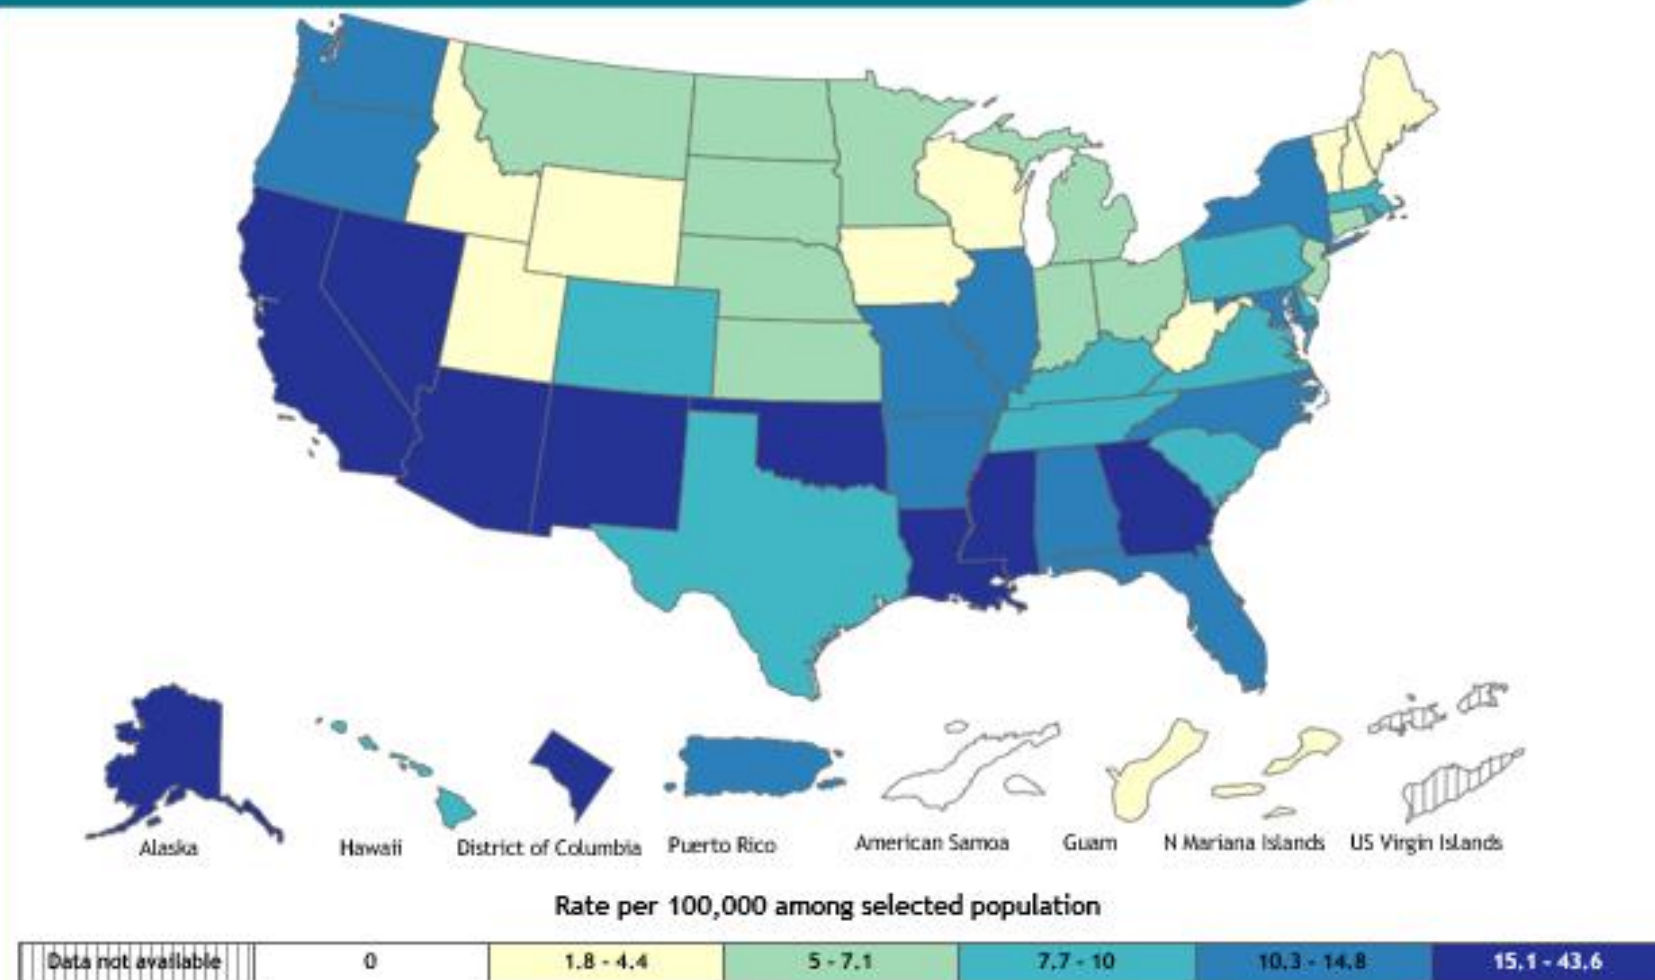 Alaska
Hawaii
District of Columbia
Puerto Rico
American Samoa
Guam
N Mariana Islands
US Virgin Islands
Rate per 100,000 among selected population
Data not available
0
1.8 - 4.4
5 - 7.1
7.7 - 10
10.3 - 14.8
15.1 - 43.6